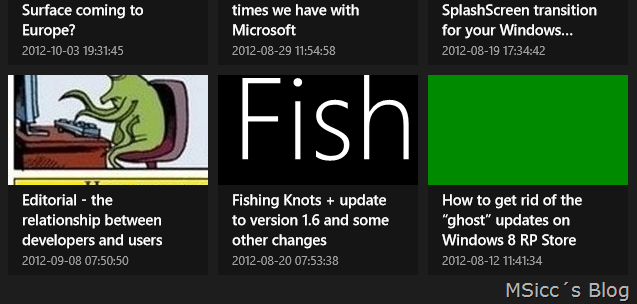 Surface coming to
Europe?
2012-10-03 19:31:45
times we have with
Microsoft
2012-08-29 11:54:58
SplashScreen transition
for your Windows...
2012-08-19 17:34:42
Fish
Editorial - the
relationship between
developers and users
2012-09-08 07:50:50
Fishing Knots + update
to version 1.6 and some
other changes
2012-08-20 07:53:38
How to get rid of the
“ghost” updates on
Windows 8 RP Store
2012-08-12 11:41:34
MSicc´s Blog